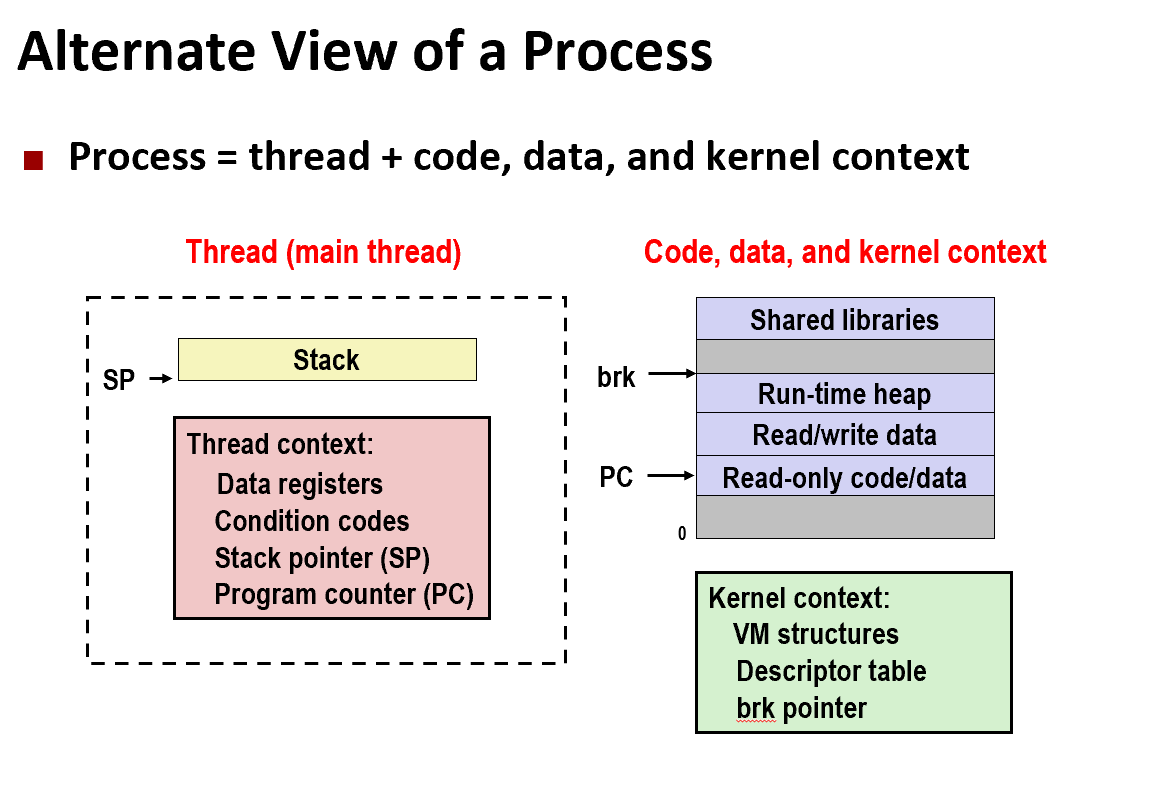 Alternate View of a Process
Process = thread + code, data, and kernel context
Thread (main thread)
Stack
SP
Thread context:
Data registers
Condition codes
Stack pointer (SP)
Program counter (PC)
Code, data, and kernel context
Shared libraries
brk
Run-time heap
Read/write data
PC
Read-only code/data
0
Kernel context:
VM structures
Descriptor table
brk pointer